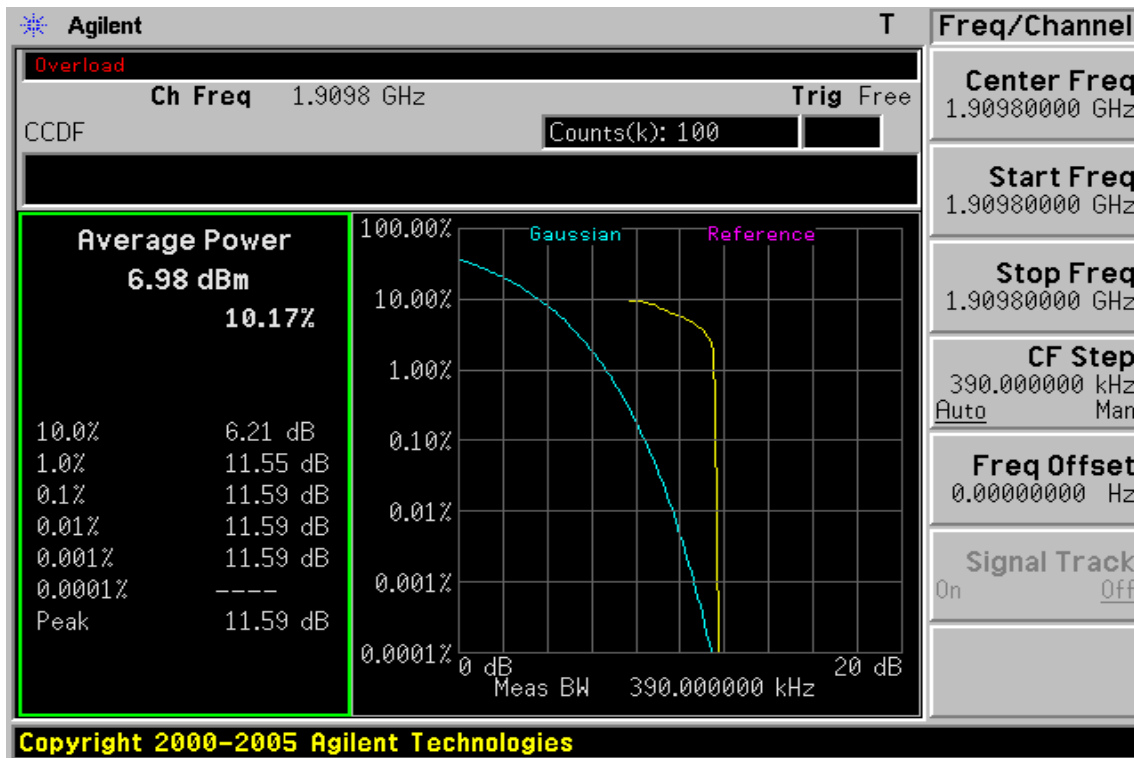 Agilent T Freq/Channel
Overload
Ch Freq 1.9098 GHz Trig Free
CCDF Counts(k): 100
Average Power
6.98 dBm
10.17%
10.0% 6.21 dB
1.0% 11.55 dB
0.1% 11.59 dB
0.01% 11.59 dB
0.001% 11.59 dB
0.0001% ----
Peak 11.59 dB
100.00%
Gaussian Reference
10.00%
1.00%
0.10%
0.01%
0.001%
0.0001%
0 dB 20 dB
Meas BW 390.000000 kHz
Center Freq
1.90980000 GHz
Start Freq
1.90980000 GHz
Stop Freq
1.90980000 GHz
CF Step
390.000000 kHz
Auto Man
Freq Offset
0.00000000 Hz
Signal Track
On Off
Copyright 2000-2005 Agilent Technologies